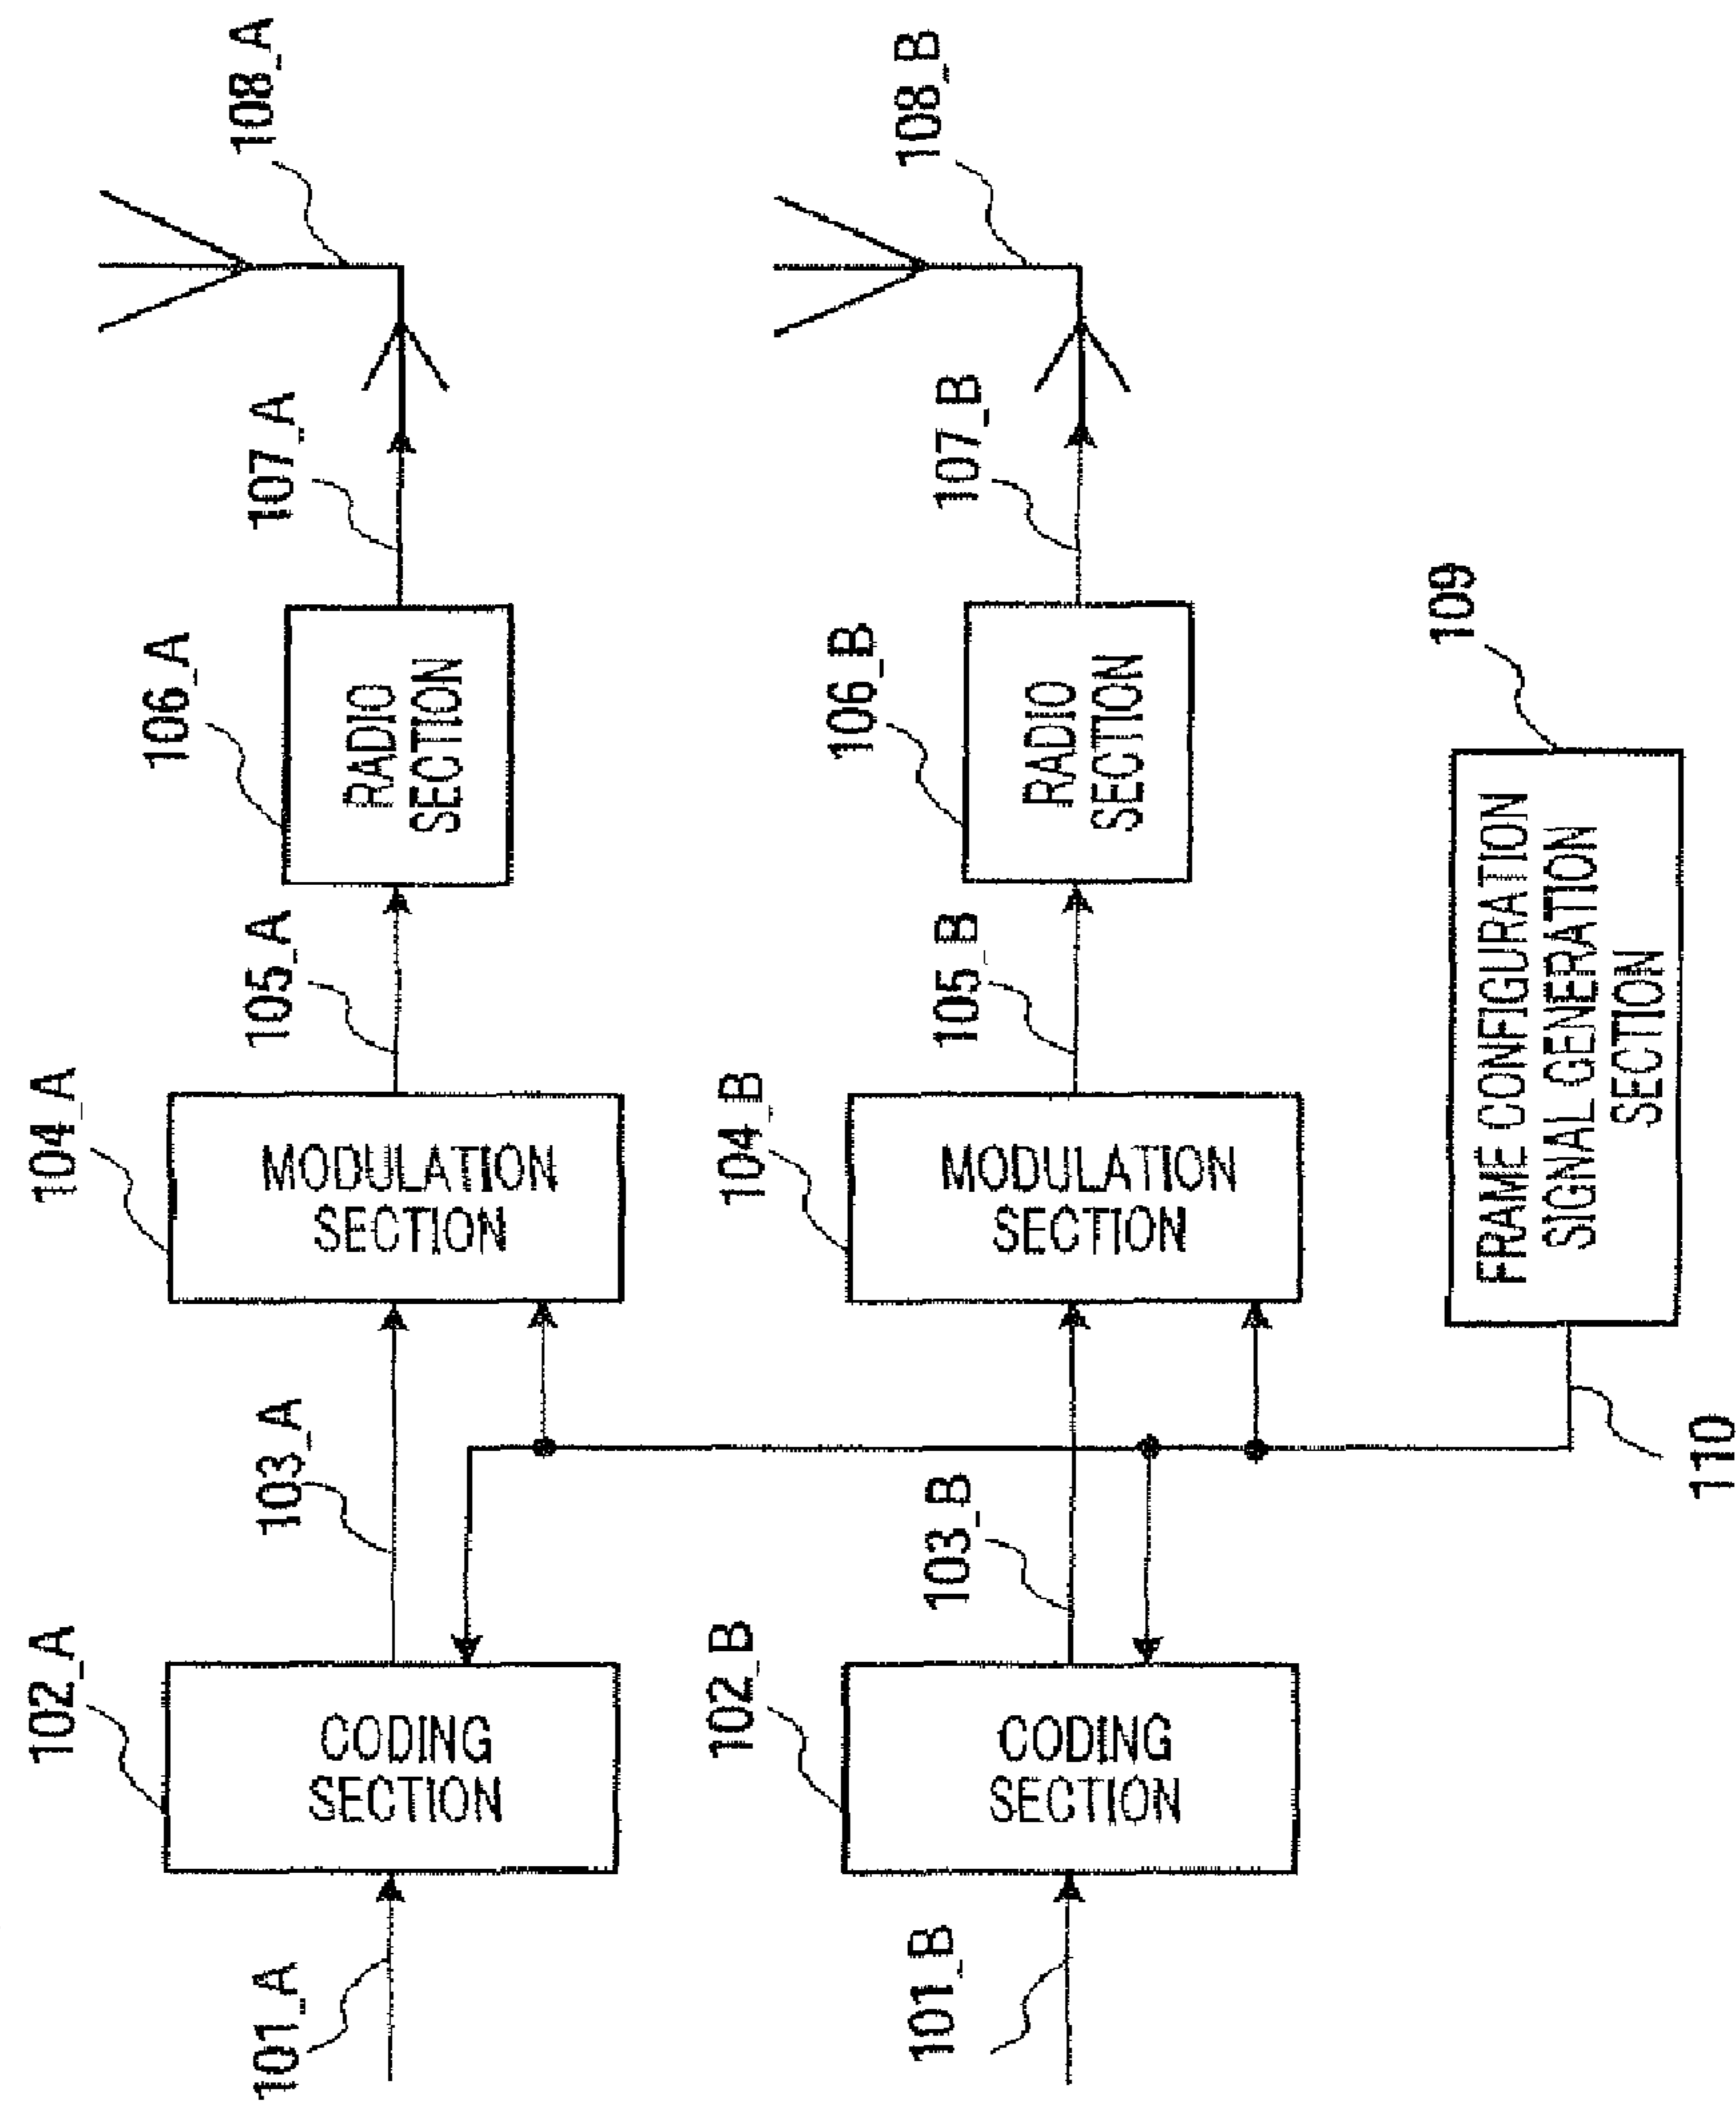 101_A
102_A
CODING
SECTION
103_A
104_A
MODULATION
SECTION
105_A
106_A
RADIO
SECTION
107_A
108_A
101_B
102_B
CODING
SECTION
103_B
104_B
MODULATION
SECTION
105_B
106_B
RADIO
SECTION
107_B
108_B
110
FRAME CONFIGURATION
SIGNAL GENERATION
SECTION
109